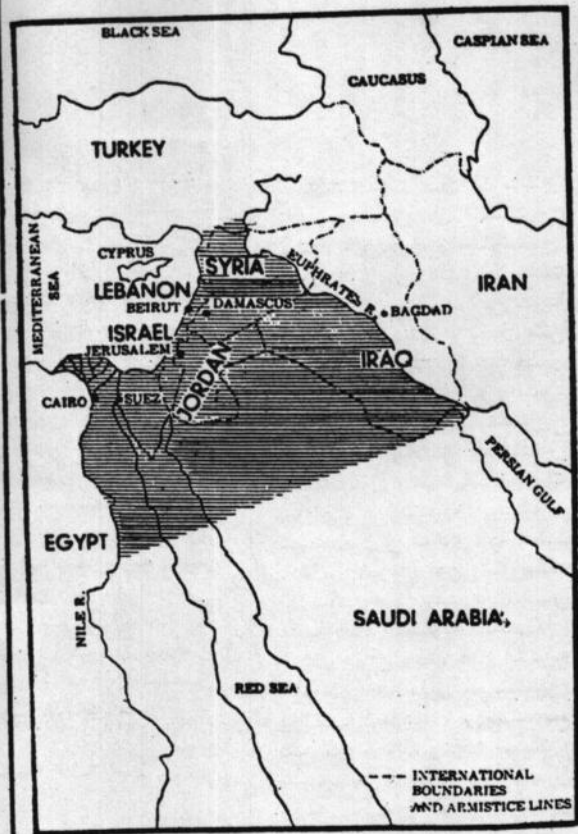 BLACK SEA
CASPIAN SEA
CAUCASUS
TURKEY
MEDITERRANEAN
SEA
CYPRUS
SYRIA
EUPHRATES R.
IRAN
LEBANON
BEIRUT
DAMASCUS
BAGDAD
ISRAEL
JERUSALEM
IRAQ
JORDAN
CAIRO
SUEZ
PERSIAN GULF
EGYPT
NILE R.
SAUDI ARABIA
RED SEA
INTERNATIONAL
BOUNDARIES
AND ARMISTICE LINES